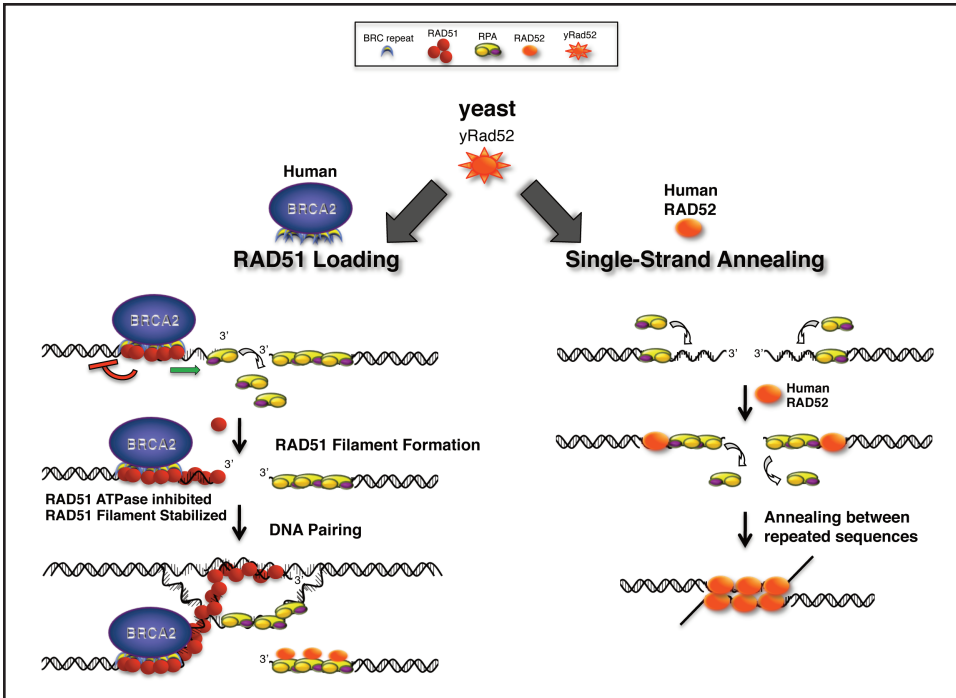 BRC repeat
RAD51
RPA
RAD52
yRad52
yeast
yRad52
Human
BRCA2
RAD51 Loading
Human
RAD52
Single-Strand Annealing
BRCA2
3’
3’
3’
3’
Human
RAD52
RAD51 Filament Formation
BRCA2
3’
3’
RAD51 ATPase inhibited
RAD51 Filament Stabilized
DNA Pairing
Annealing between
repeated sequences
3’
BRCA2
3’